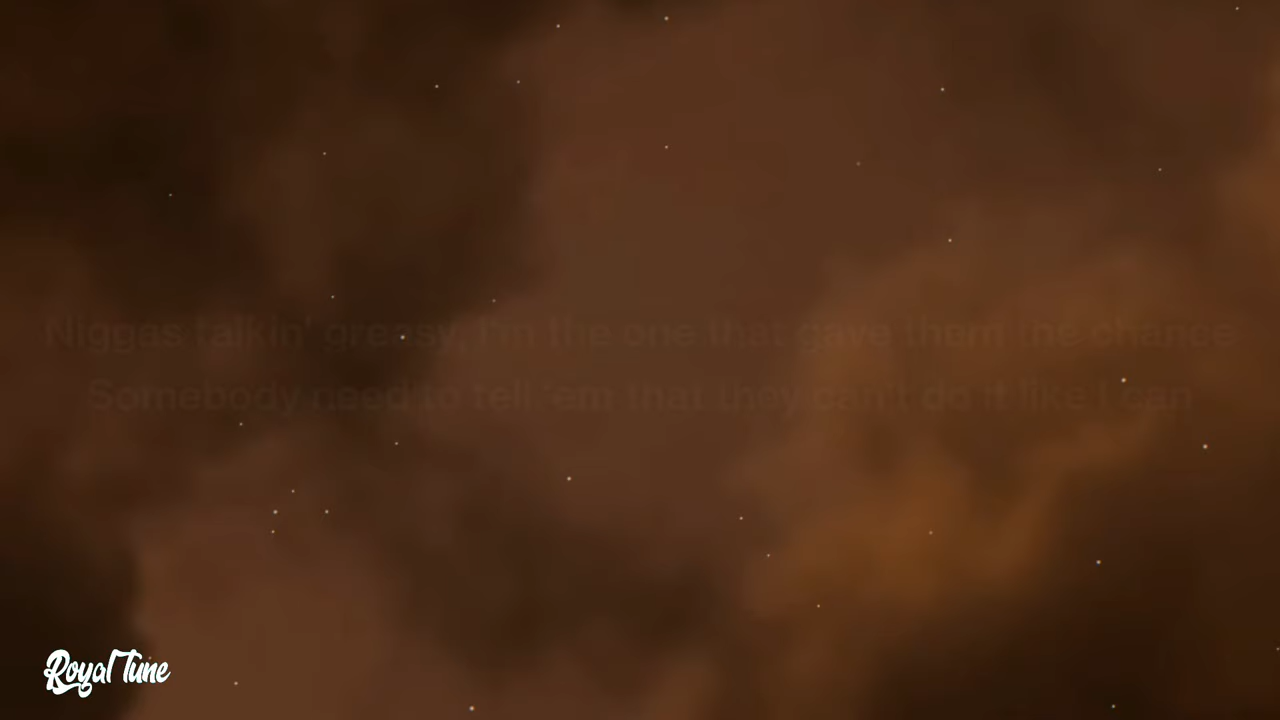 Niggas talkin' greasy, I'm the one that gave them the chance
Somebody need to tell 'em that they can't do it like I can
Royal Tune